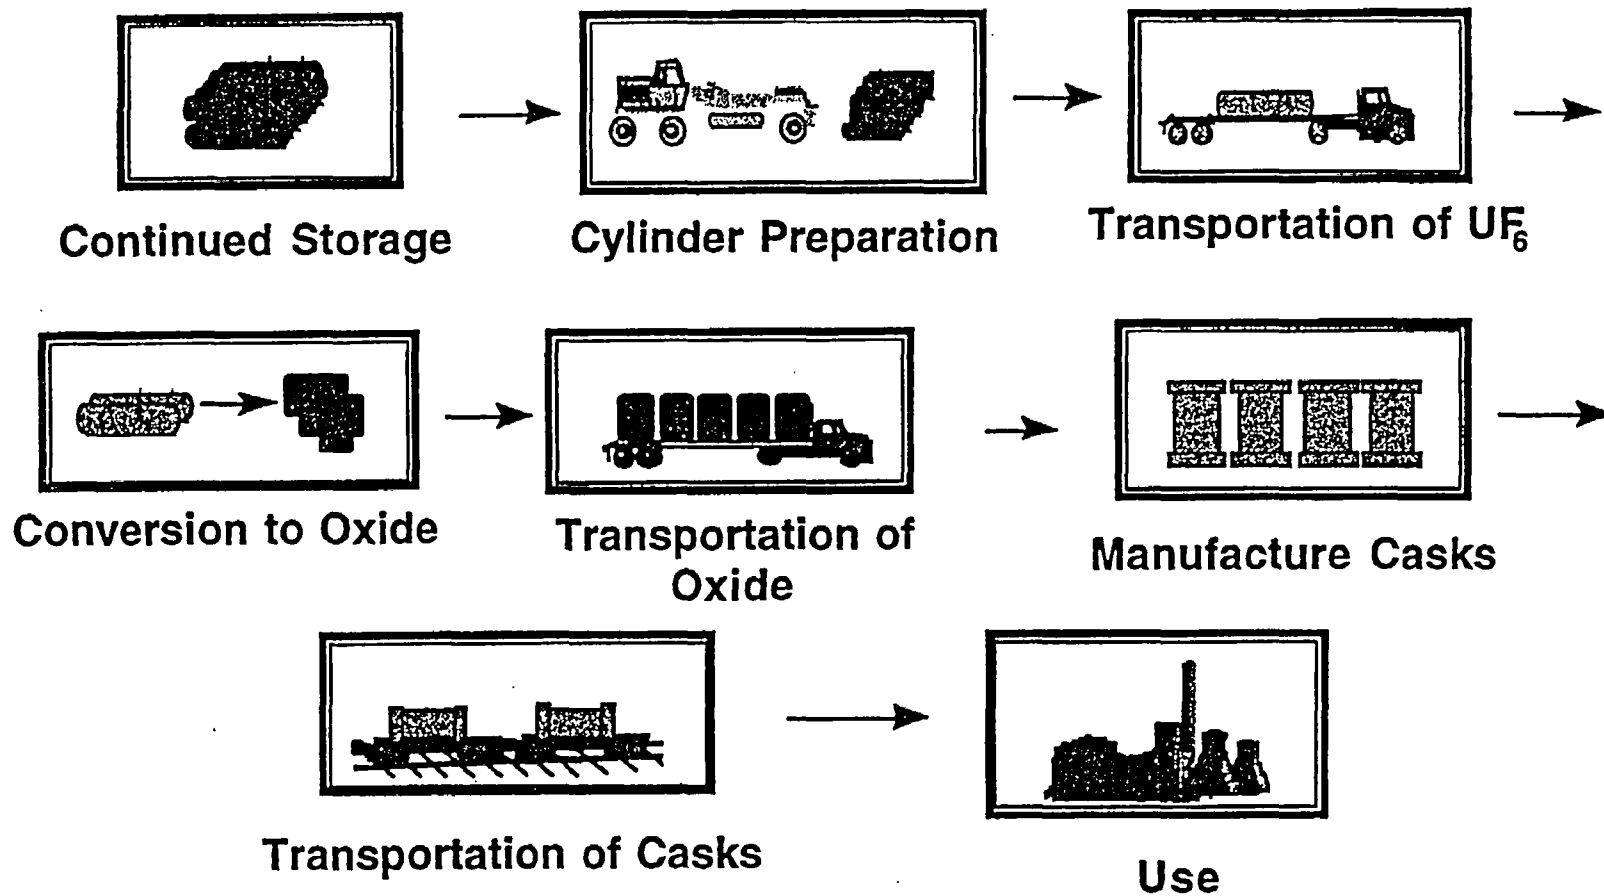 Continued Storage
Cylinder Preparation
Transportation of UF6
Conversion to Oxide
Transportation of
Oxide
Manufacture Casks
Transportation of Casks
Use